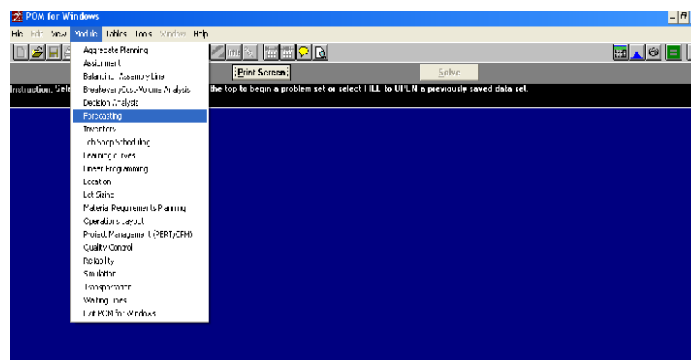 POM for Windows
File Edit View Module Tables Tools Window Help
Print Screen
Solve
Instruction: Sele
the top to begin a problem set or select FILE to OPEN a previously saved data set.
Aggregate Planning
Assignment
Balancing Assembly Line
Breakeven/Cost-Volume Analysis
Decision Analysis
Forecasting
Inventory
Job Shop Scheduling
Learning Curves
Linear Programming
Location
Lot Sizing
Material Requirements Planning
Operations Layout
Project Management (PERT/CPM)
Quality Control
Reliability
Simulation
Transportation
Waiting Lines
Exit POM for Windows